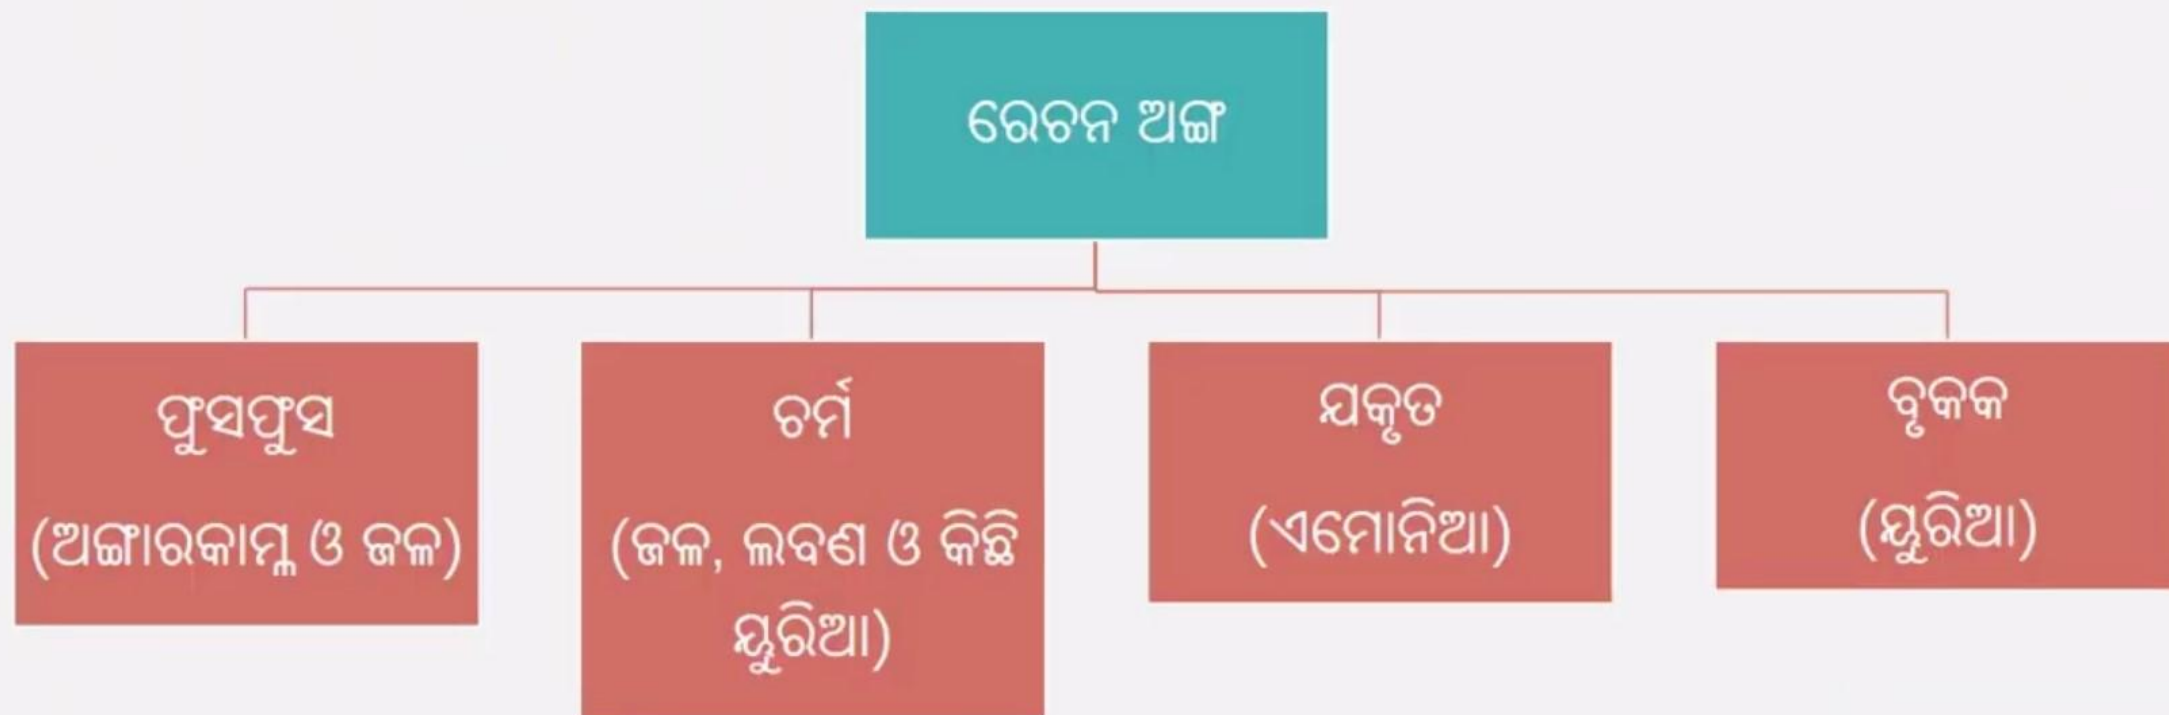 ରେଚନ ଅଙ୍ଗ
ଫୁସଫୁସ
(ଅଙ୍ଗାରକାମ୍ଳ ଓ ଜଳ)
ଚର୍ମ
(ଜଳ, ଲବଣ ଓ କିଛି
ୟୁରିଆ)
ଯକୃତ
(ଏମୋନିଆ)
ବୃକକ
(ୟୁରିଆ)